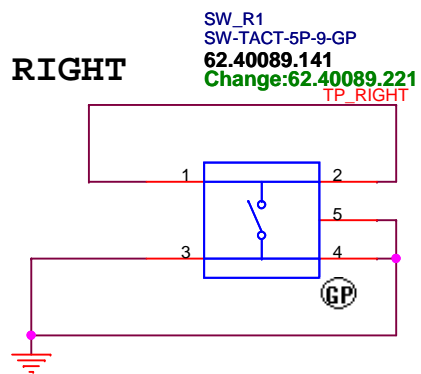 SW_R1
SW-TACT-5P-9-GP
62.40089.141
Change:62.40089.221
RIGHT
TP_RIGHT
1 2
5
3 4
GP